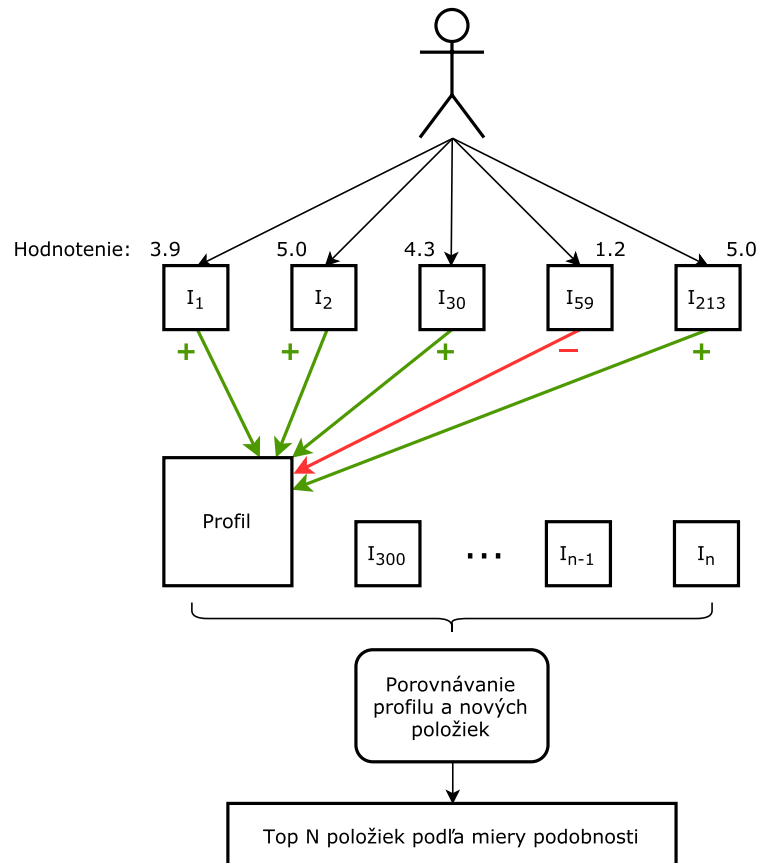 Hodnotenie: 3.9 5.0 4.3 1.2 5.0
I1 I2 I30 I59 I213
+ + + − +
Profil
I300 ... In-1 In
Porovnávanie
profilu a nových
položiek
Top N položiek podľa miery podobnosti